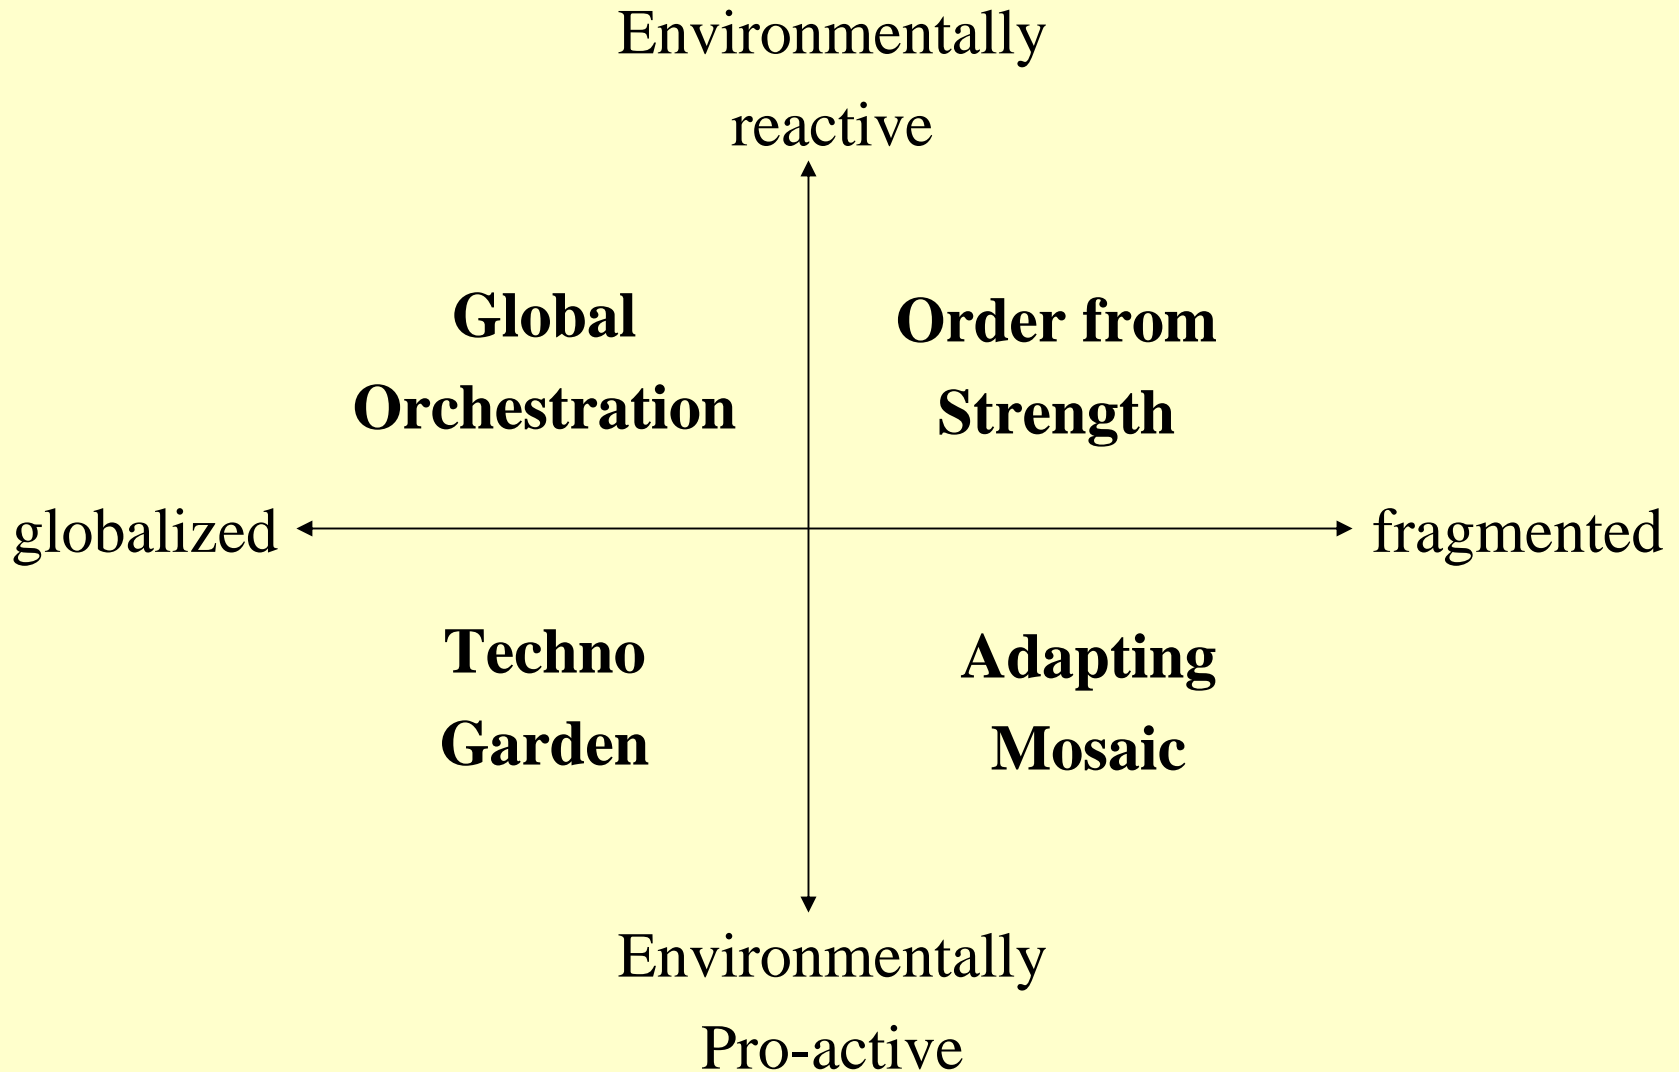 Environmentally
reactive
Global
Orchestration
Order from
Strength
globalized
fragmented
Techno
Garden
Adapting
Mosaic
Environmentally
Pro-active